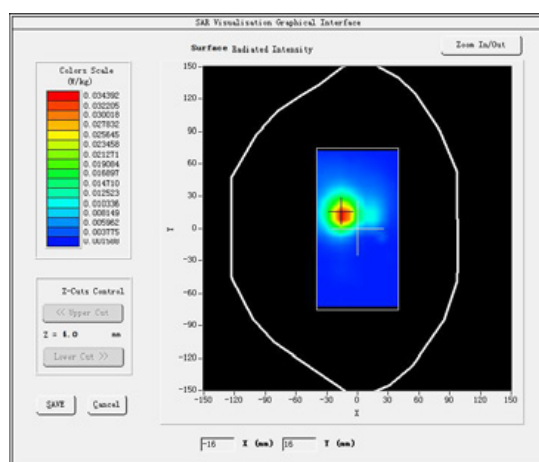 SAR Visualisation Graphical Interface
Surface Radiated Intensity
Zoom In/Out
Colors Scale
(W/kg)
0.034392
0.032205
0.030018
0.027832
0.025645
0.023458
0.021271
0.019084
0.016897
0.014710
0.012523
0.010336
0.008149
0.005962
0.003775
0.001588
150
120
90
60
30
0
-30
-60
-90
-120
-150
Y
-150 -120 -90 -60 -30 0 30 60 90 120 150
X
Z-Cuts Control
<< Upper Cut
Z = 4.0 mm
Lower Cut >>
SAVE Cancel
-16 X (mm) 16 Y (mm)